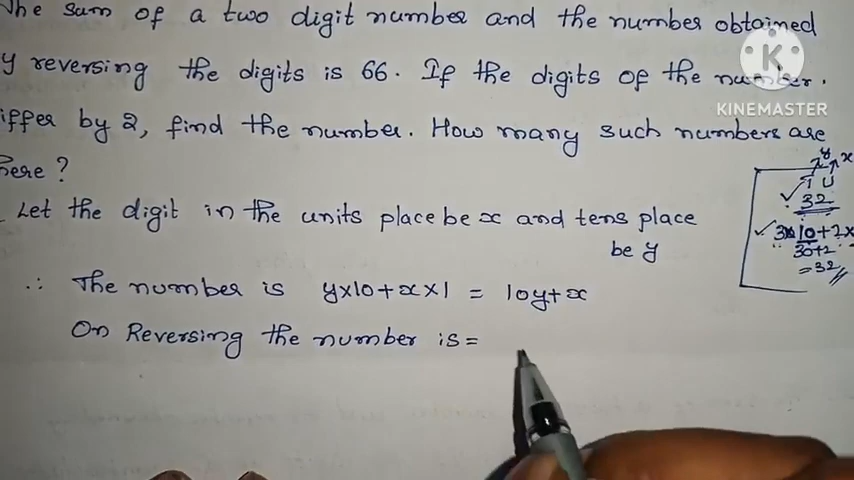 The sum of a two digit number and the number obtained
y reversing the digits is 66. If the digits of the number.
iffer by 2, find the number. How many such numbers are
here?
Let the digit in the units place be x and tens place
be y
∴ The number is y×10+x×1 = 10y+x
On Reversing the number is=
K
KINEMASTER
y x
T U
✓ 32
✓ 3×10+2×
30+2
=32//